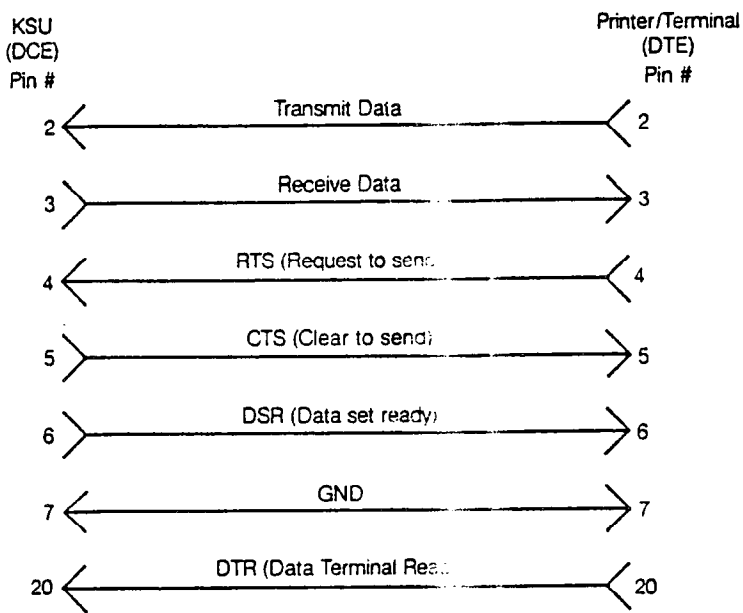 KSU
(DCE)
Pin #
Printer/Terminal
(DTE)
Pin #
2 Transmit Data 2
3 Receive Data 3
4 RTS (Request to send 4
5 CTS (Clear to send) 5
6 DSR (Data set ready) 6
7 GND 7
20 DTR (Data Terminal 20